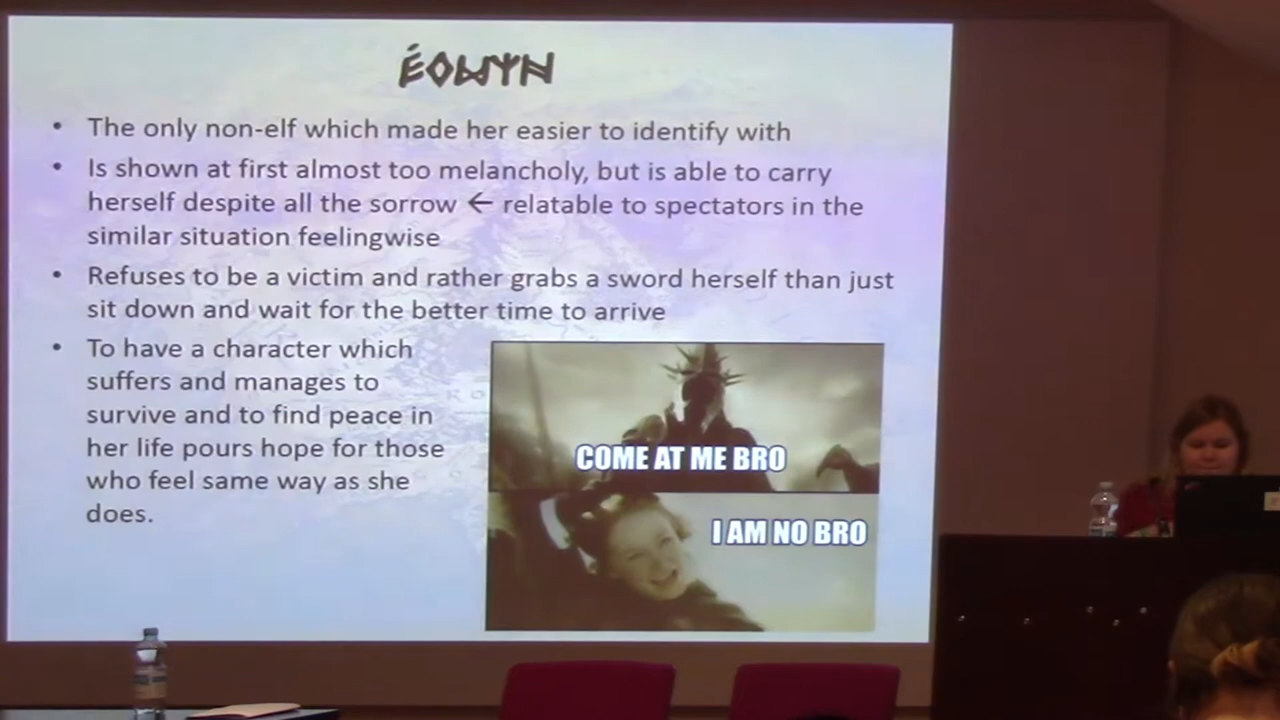 ÉOWYN
• The only non-elf which made her easier to identify with
• Is shown at first almost too melancholy, but is able to carry
herself despite all the sorrow ← relatable to spectators in the
similar situation feelingwise
• Refuses to be a victim and rather grabs a sword herself than just
sit down and wait for the better time to arrive
• To have a character which
suffers and manages to
survive and to find peace in
her life pours hope for those
who feel same way as she
does.
COME AT ME BRO
I AM NO BRO